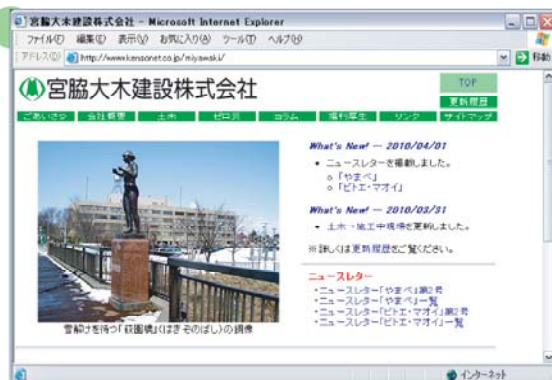 宮脇大木建設株式会社 - Microsoft Internet Explorer
ファイル(F) 編集(E) 表示(V) お気に入り(A) ツール(T) ヘルプ(H)
アドレス(D) http://www.kensonet.co.jp/miyawaki/ 移動
宮脇大木建設株式会社
TOP
更新履歴
ごあいさつ 会社概要 土木 ゼロ災 コラム 福利厚生 リンク サイトマップ
What's New! -- 2010/04/01
ニュースレターを掲載しました。
「やまべ」
「ピトエ・マオイ」
What's New! -- 2010/03/31
土木→施工中現場を更新しました。
※詳しくは更新履歴をご覧ください。
ニュースレター
・ニュースレター「やまべ」第2号
・ニュースレター「やまべ」一覧
・ニュースレター「ピトエ・マオイ」第2号
・ニュースレター「ピトエ・マオイ」一覧
雪解けを待つ「萩園橋」(はぎぞのばし)の銅像
インターネット